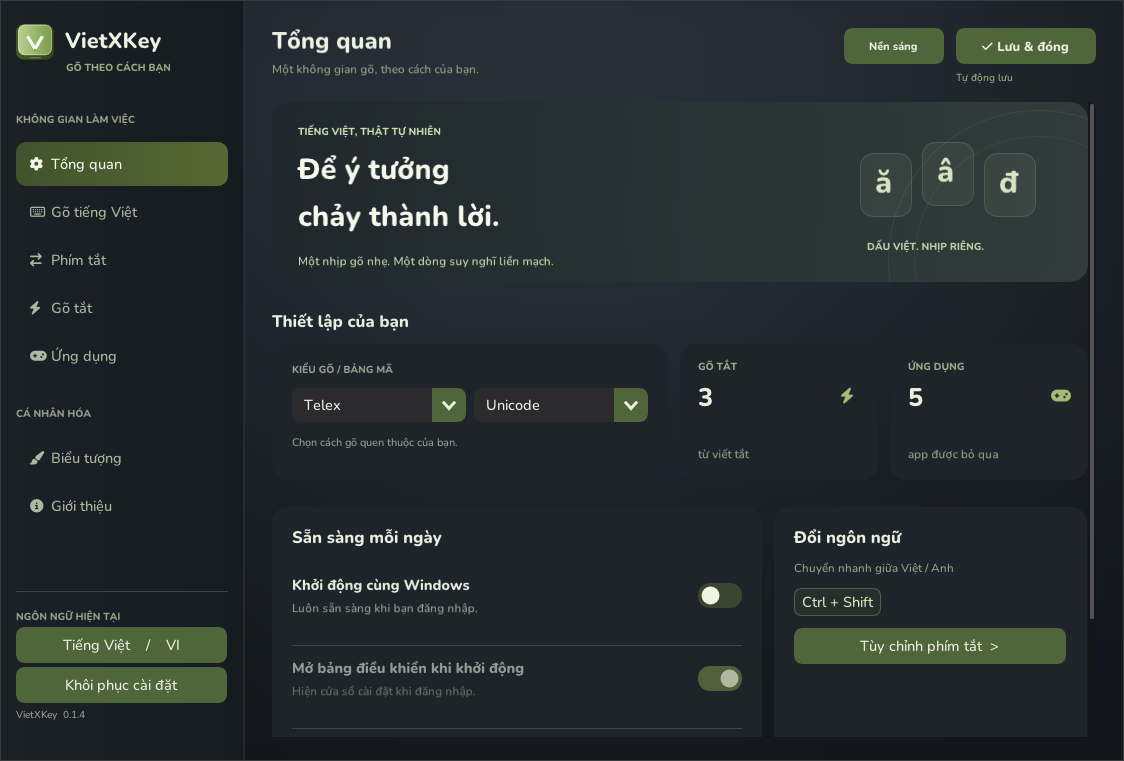 VietXKey
GÕ THEO CÁCH BẠN
KHÔNG GIAN LÀM VIỆC
Tổng quan
Gõ tiếng Việt
Phím tắt
Gõ tắt
Ứng dụng
CÁ NHÂN HÓA
Biểu tượng
Giới thiệu
NGÔN NGỮ HIỆN TẠI
Tiếng Việt / VI
Khôi phục cài đặt
VietXKey 0.1.4
Tổng quan
Một không gian gõ, theo cách của bạn.
Nền sáng
Lưu & đóng
Tự động lưu
TIẾNG VIỆT, THẬT TỰ NHIÊN
Để ý tưởng
chảy thành lời.
Một nhịp gõ nhẹ. Một dòng suy nghĩ liền mạch.
ă â đ
DẤU VIỆT. NHỊP RIÊNG.
Thiết lập của bạn
KIỂU GÕ / BẢNG MÃ
Telex
Unicode
Chọn cách gõ quen thuộc của bạn.
GÕ TẮT
3
từ viết tắt
ỨNG DỤNG
5
app được bỏ qua
Sẵn sàng mỗi ngày
Khởi động cùng Windows
Luôn sẵn sàng khi bạn đăng nhập.
Mở bảng điều khiển khi khởi động
Hiện cửa sổ cài đặt khi đăng nhập.
Đổi ngôn ngữ
Chuyển nhanh giữa Việt / Anh
Ctrl + Shift
Tùy chỉnh phím tắt >